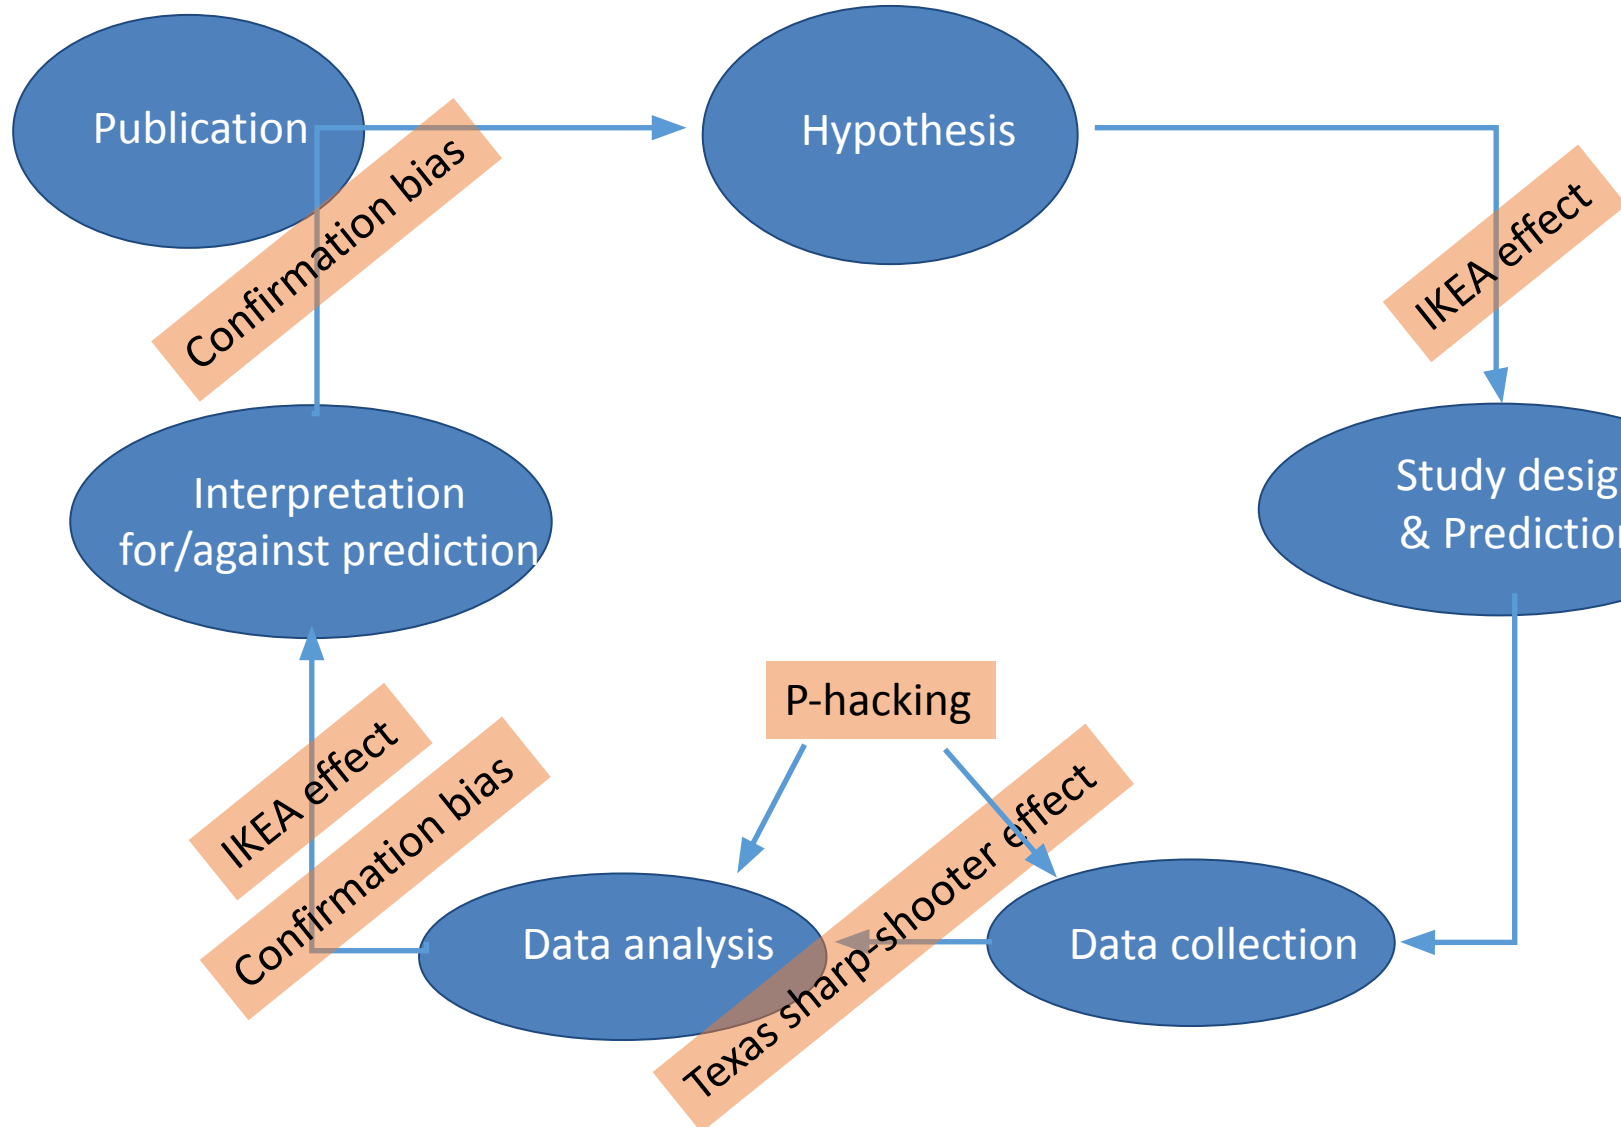 Publication
Hypothesis
Confirmation bias
IKEA effect
Interpretation
for/against prediction
Study desig
& Prediction
P-hacking
IKEA effect
Confirmation bias
Texas sharp-shooter effect
Data analysis
Data collection